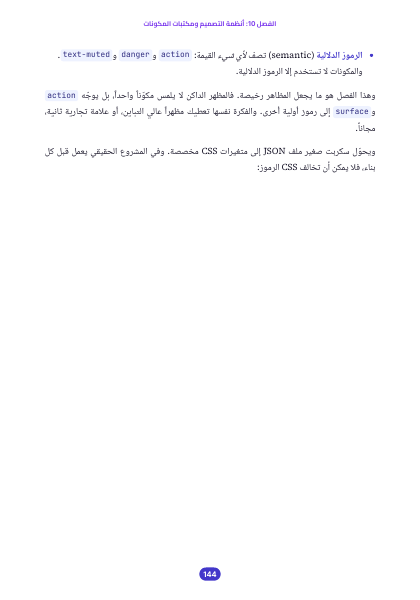 الفصل 10: أنظمة التصميم ومكتبات المكونات
• الرموز الدلالية (semantic) تصف لأي شيء القيمة: action و danger و text-muted.
والمكونات لا تستخدم إلا الرموز الدلالية.
وهذا الفصل هو ما يجعل المظاهر رخيصة. فالمظهر الداكن لا يلمس مكوّناً واحداً، بل يوجّه action
و surface إلى رموز أولية أخرى. والفكرة نفسها تعطيك مظهراً عالي التباين، أو علامة تجارية ثانية،
مجاناً.
ويحوّل سكربت صغير ملف JSON إلى متغيرات CSS مخصصة. وفي المشروع الحقيقي يعمل قبل كل
بناء، فلا يمكن أن تخالف CSS الرموز:
144